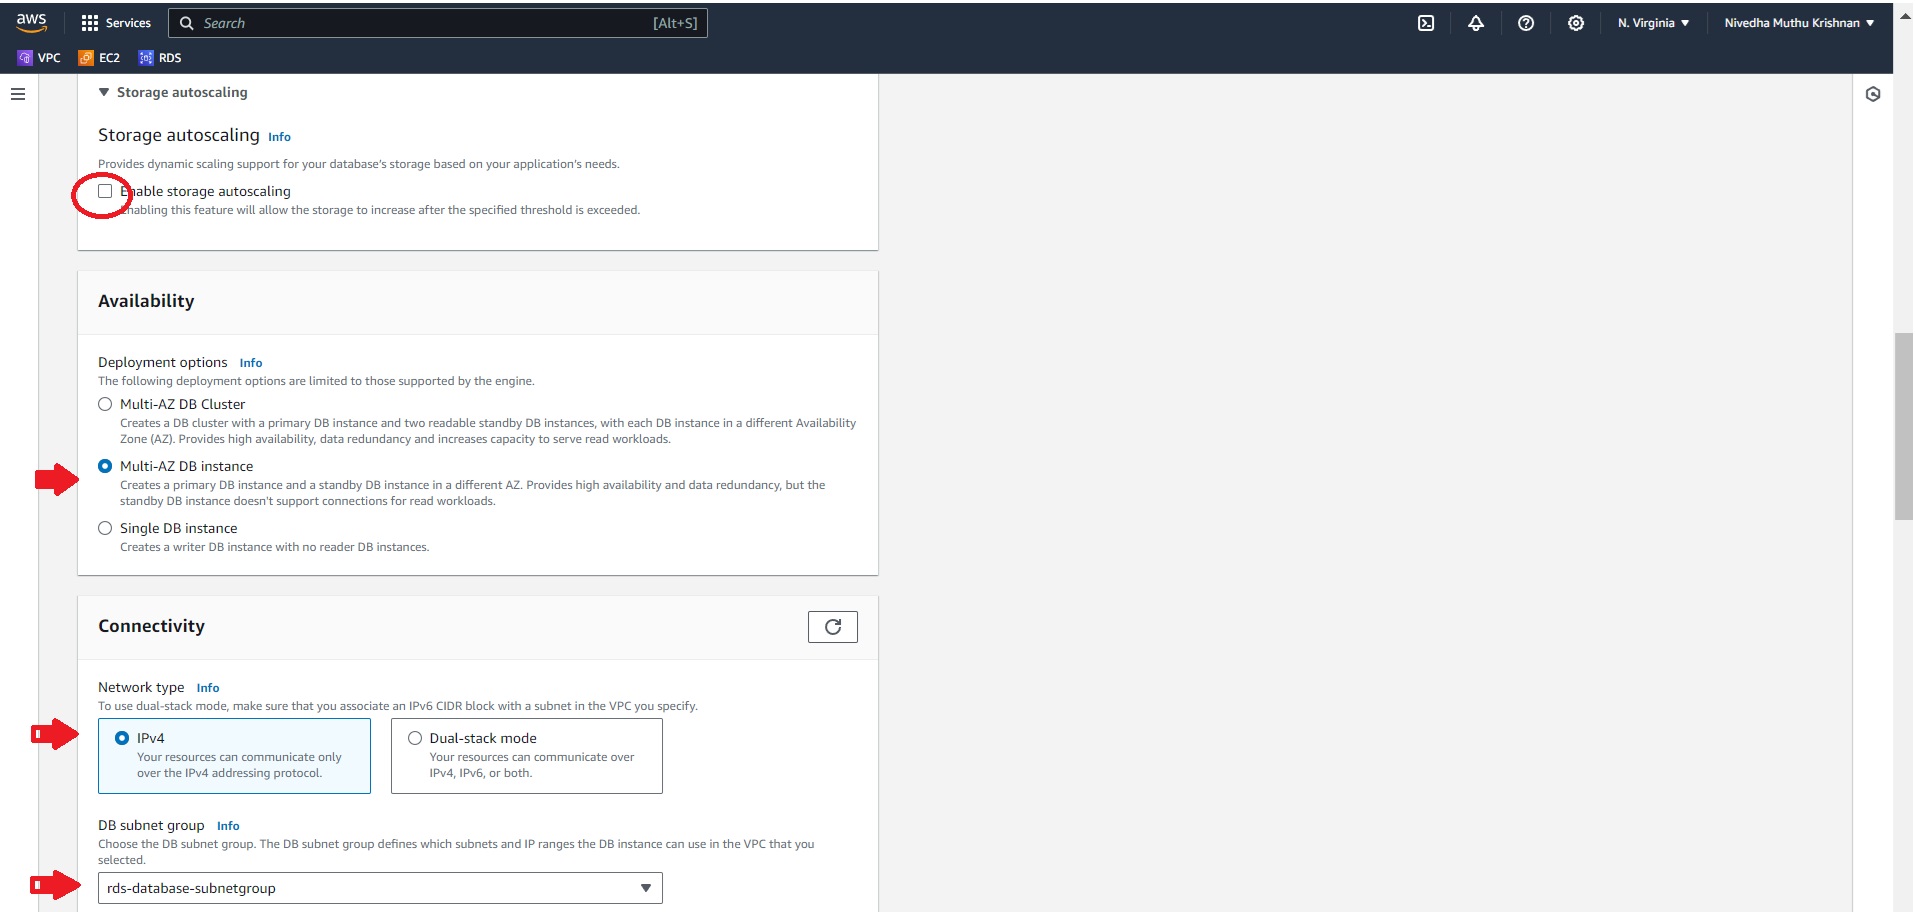 aws
Services
Search
[Alt+S]
N. Virginia
Nivedha Muthu Krishnan
VPC
EC2
RDS
Storage autoscaling
Storage autoscaling Info
Provides dynamic scaling support for your database's storage based on your application's needs.
Enable storage autoscaling
Enabling this feature will allow the storage to increase after the specified threshold is exceeded.
Availability
Deployment options Info
The following deployment options are limited to those supported by the engine.
Multi-AZ DB Cluster
Creates a DB cluster with a primary DB instance and two readable standby DB instances, with each DB instance in a different Availability
Zone (AZ). Provides high availability, data redundancy and increases capacity to serve read workloads.
Multi-AZ DB instance
Creates a primary DB instance and a standby DB instance in a different AZ. Provides high availability and data redundancy, but the
standby DB instance doesn't support connections for read workloads.
Single DB instance
Creates a writer DB instance with no reader DB instances.
Connectivity
Network type Info
To use dual-stack mode, make sure that you associate an IPv6 CIDR block with a subnet in the VPC you specify.
IPv4
Your resources can communicate only
over the IPv4 addressing protocol.
Dual-stack mode
Your resources can communicate over
IPv4, IPv6, or both.
DB subnet group Info
Choose the DB subnet group. The DB subnet group defines which subnets and IP ranges the DB instance can use in the VPC that you
selected.
rds-database-subnetgroup